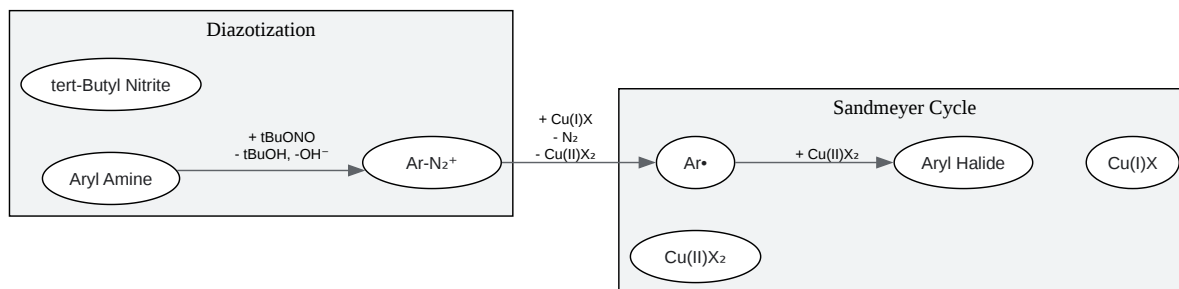 Diazotization
tert-Butyl Nitrite
Aryl Amine
+ tBuONO
- tBuOH, -OH⁻
Ar-N₂⁺
+ Cu(I)X
- N₂
- Cu(II)X₂
Sandmeyer Cycle
Ar•
+ Cu(II)X₂
Aryl Halide
Cu(I)X
Cu(II)X₂